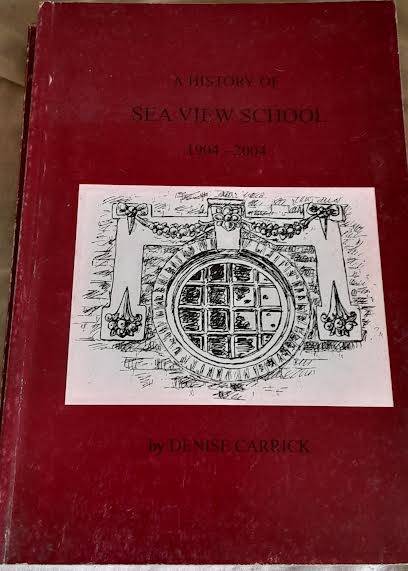 A HISTORY OF
SEA VIEW SCHOOL
1904 - 2004
by DENISE CARRICK